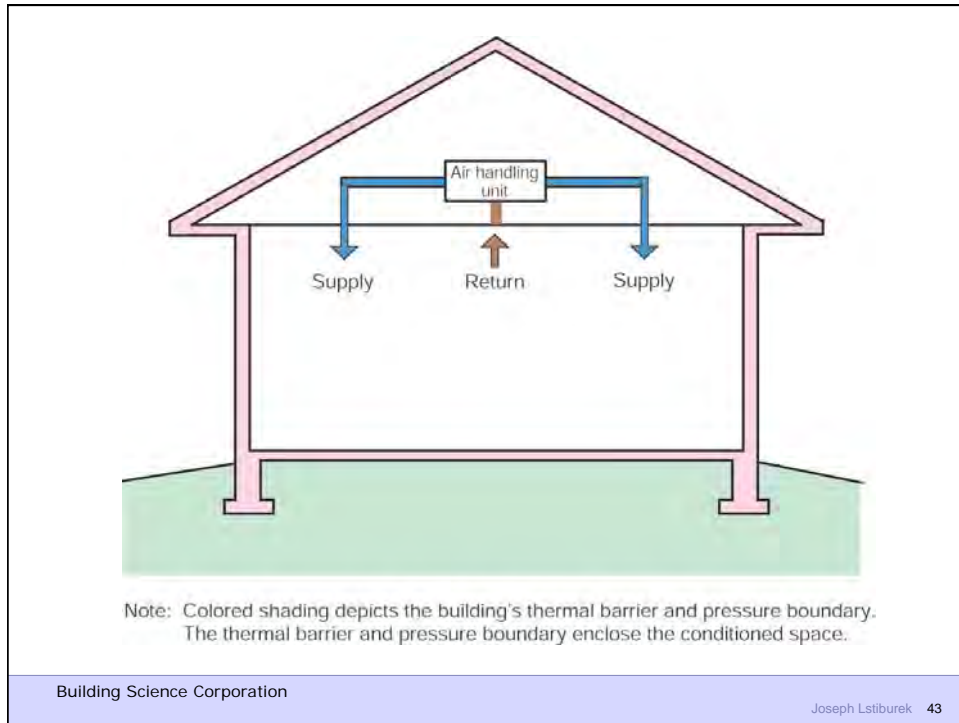 Air handling
unit
Supply
Return
Supply
Note: Colored shading depicts the building's thermal barrier and pressure boundary.
The thermal barrier and pressure boundary enclose the conditioned space.
Building Science Corporation
Joseph Lstiburek 43